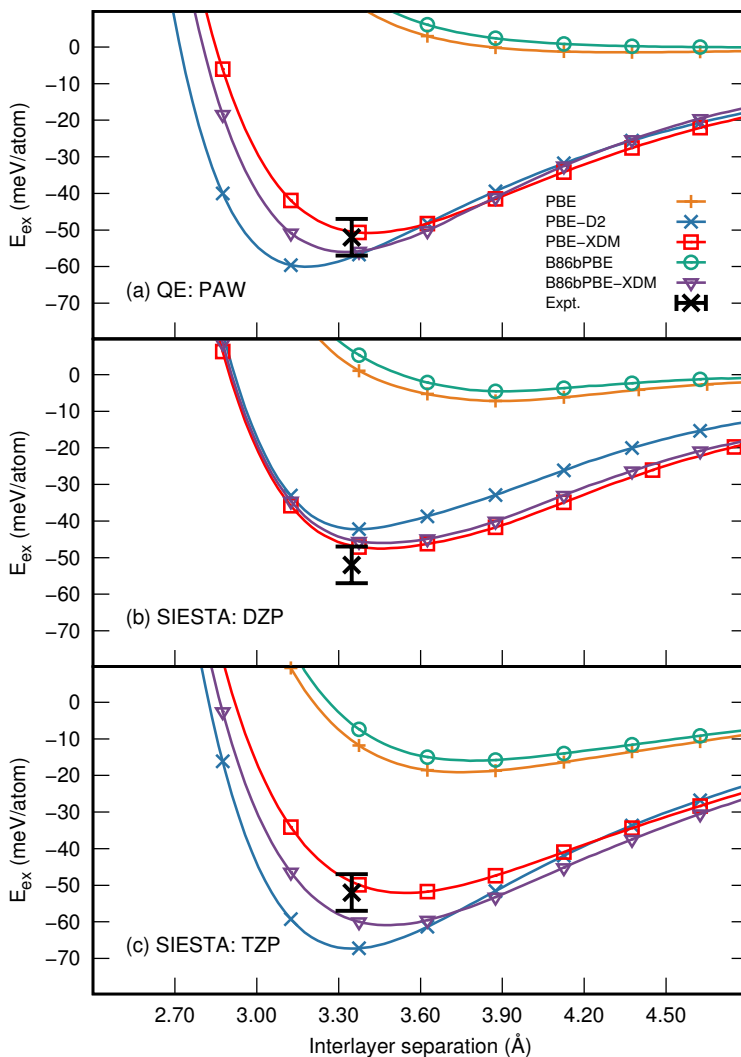 0
−10
−20
−30
−40
−50
−60
−70
E_ex (meV/atom)
PBE
PBE−D2
PBE−XDM
B86bPBE
B86bPBE−XDM
Expt.
(a) QE: PAW
0
−10
−20
−30
−40
−50
−60
−70
E_ex (meV/atom)
(b) SIESTA: DZP
0
−10
−20
−30
−40
−50
−60
−70
E_ex (meV/atom)
(c) SIESTA: TZP
2.70 3.00 3.30 3.60 3.90 4.20 4.50
Interlayer separation (Å)